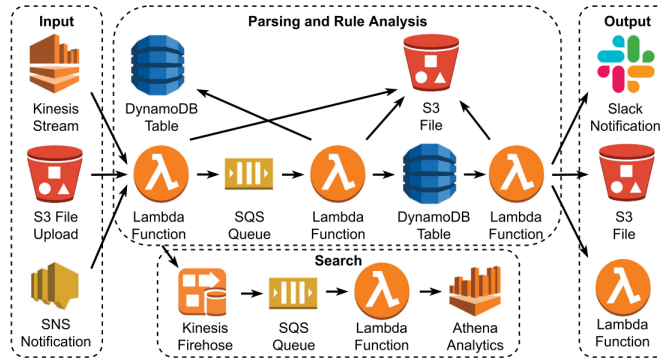 Input
Parsing and Rule Analysis
Output
Kinesis
Stream
DynamoDB
Table
S3
File
Slack
Notification
S3 File
Upload
Lambda
Function
SQS
Queue
Lambda
Function
DynamoDB
Table
Lambda
Function
S3
File
Search
SNS
Notification
Kinesis
Firehose
SQS
Queue
Lambda
Function
Athena
Analytics
Lambda
Function